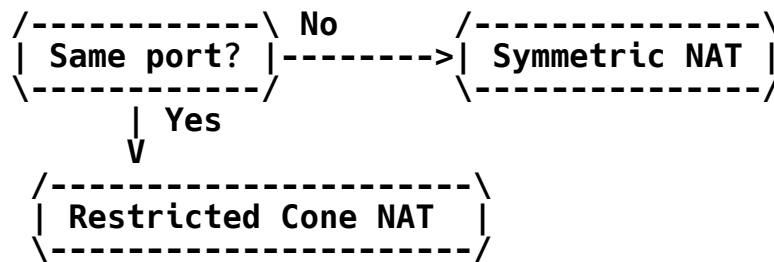 No
Same port? Symmetric NAT
Yes
Restricted Cone NAT